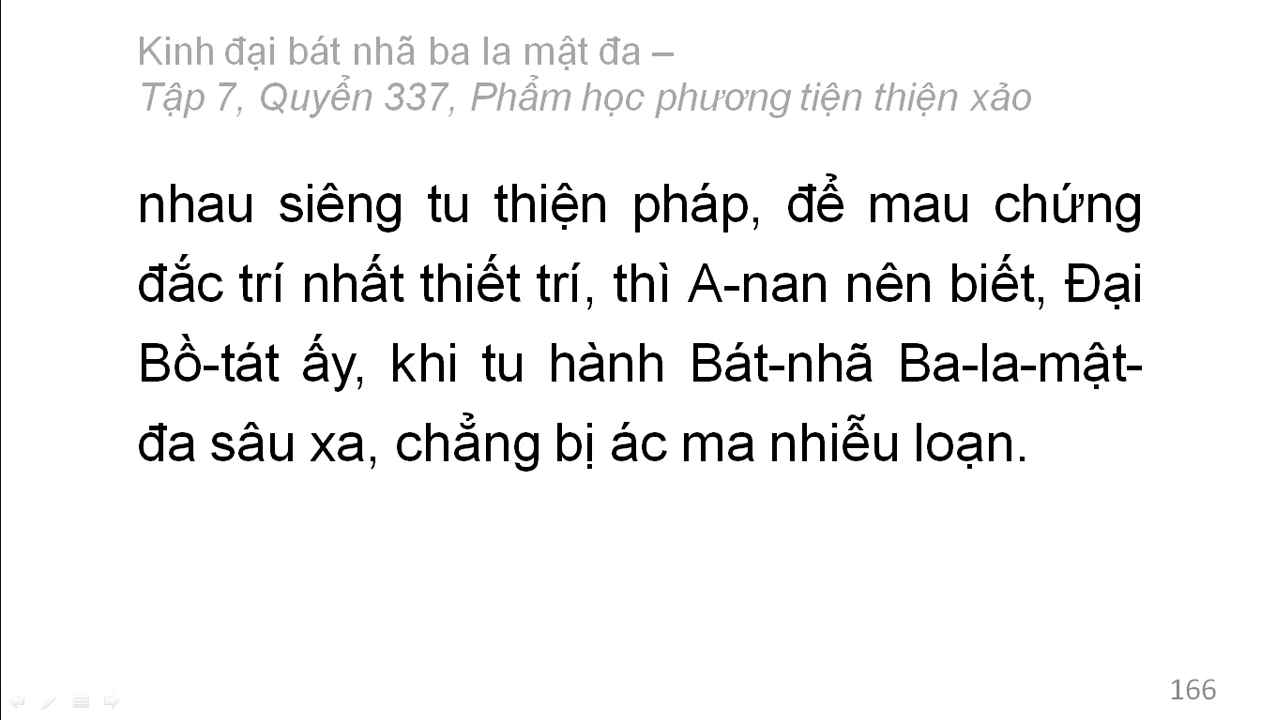 Kinh đại bát nhã ba la mật đa –
Tập 7, Quyển 337, Phẩm học phương tiện thiện xảo
nhau siêng tu thiện pháp, để mau chứng
đắc trí nhất thiết trí, thì A-nan nên biết, Đại
Bồ-tát ấy, khi tu hành Bát-nhã Ba-la-mật-
đa sâu xa, chẳng bị ác ma nhiễu loạn.
166